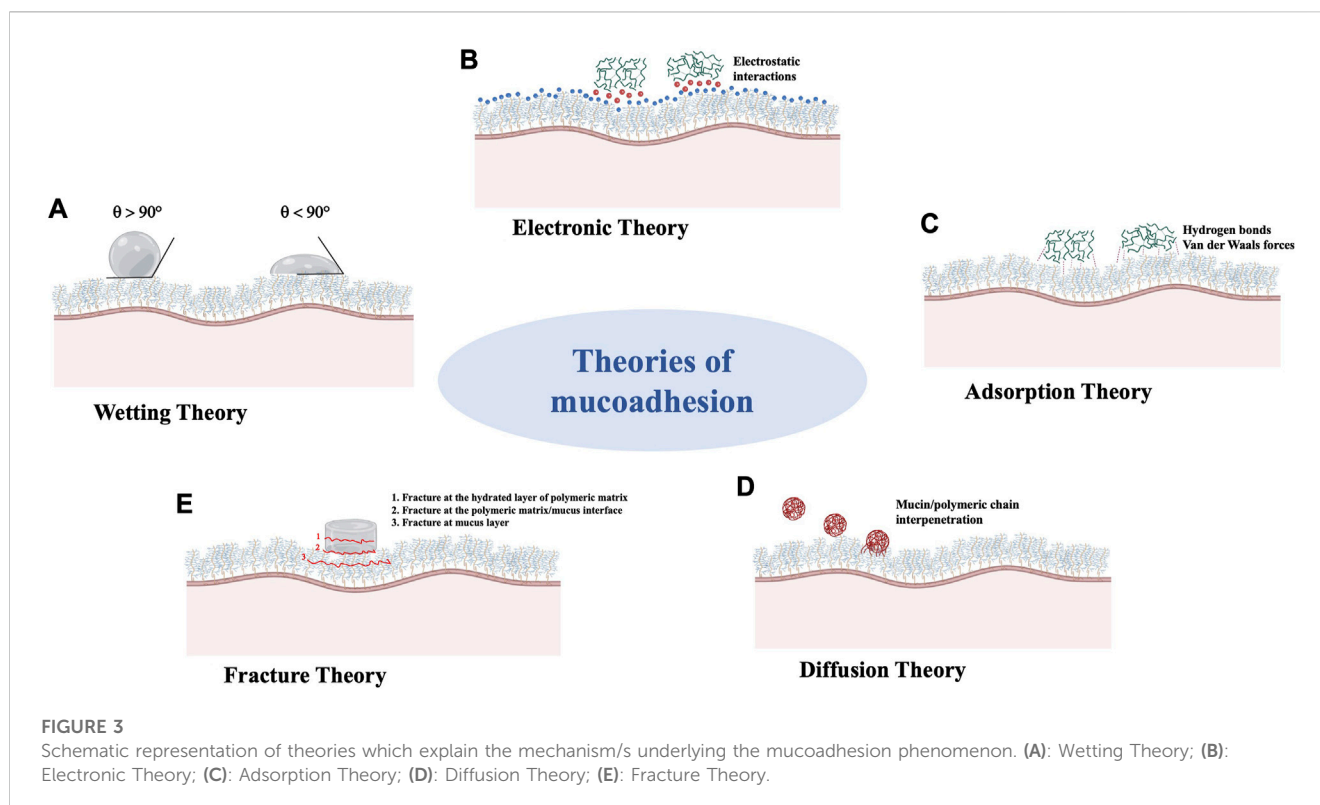 B
Electrostatic
interactions
Electronic Theory
A
θ > 90°
θ < 90°
Wetting Theory
C
Hydrogen bonds
Van der Waals forces
Adsorption Theory
Theories of
mucoadhesion
E
1. Fracture at the hydrated layer of polymeric matrix
2. Fracture at the polymeric matrix/mucus interface
3. Fracture at mucus layer
1
2
3
Fracture Theory
D
Mucin/polymeric chain
interpenetration
Diffusion Theory
FIGURE 3
Schematic representation of theories which explain the mechanism/s underlying the mucoadhesion phenomenon. (A): Wetting Theory; (B):
Electronic Theory; (C): Adsorption Theory; (D): Diffusion Theory; (E): Fracture Theory.